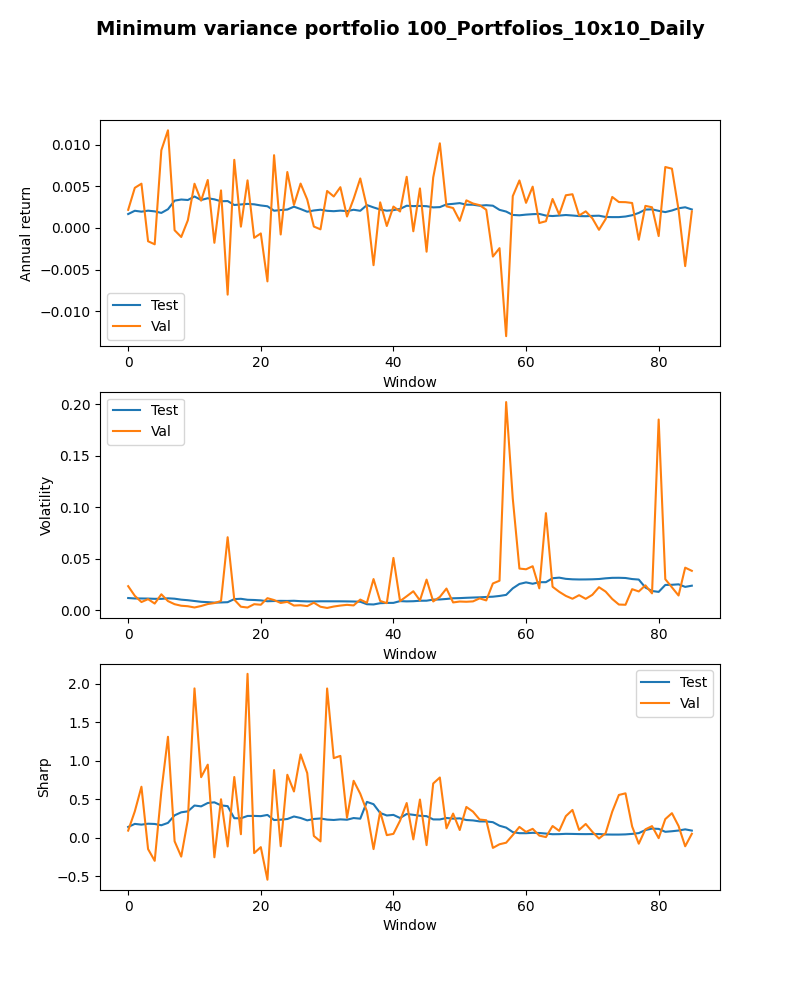 Minimum variance portfolio 100_Portfolios_10x10_Daily
0.010
0.005
0.000
−0.005
−0.010
Annual return
Test
Val
0 20 40 60 80
Window
0.20
0.15
0.10
0.05
0.00
Volatility
Test
Val
0 20 40 60 80
Window
2.0
1.5
1.0
0.5
0.0
−0.5
Sharp
Test
Val
0 20 40 60 80
Window